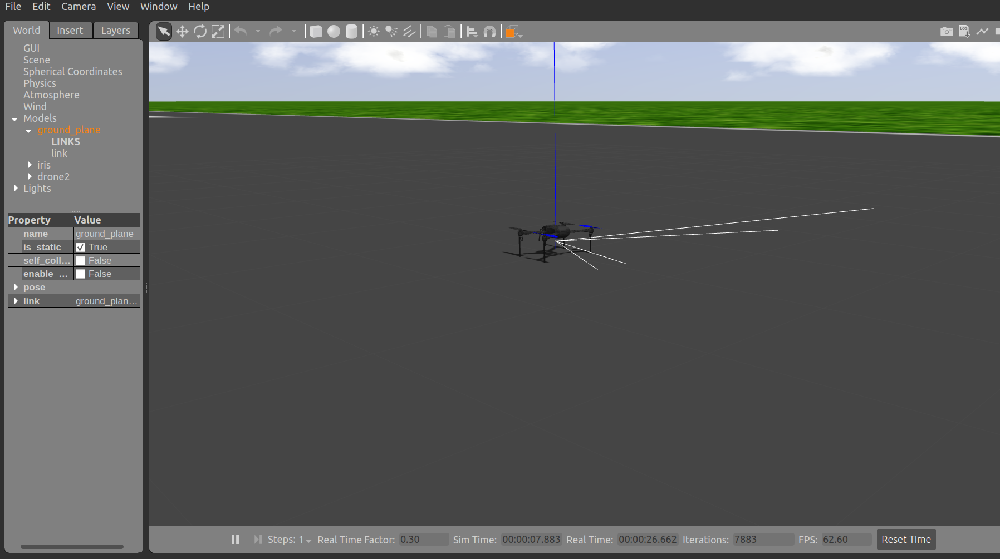 File Edit Camera View Window Help
World Insert Layers
LOG
GUI
Scene
Spherical Coordinates
Physics
Atmosphere
Wind
Models
ground_plane
LINKS
link
iris
drone2
Lights
Property Value
name ground_plane
is_static True
self_coll... False
enable_... False
pose
link ground_plan...
Steps: 1 Real Time Factor: 0.30 Sim Time: 00:00:07.883 Real Time: 00:00:26.662 Iterations: 7883 FPS: 62.60 Reset Time